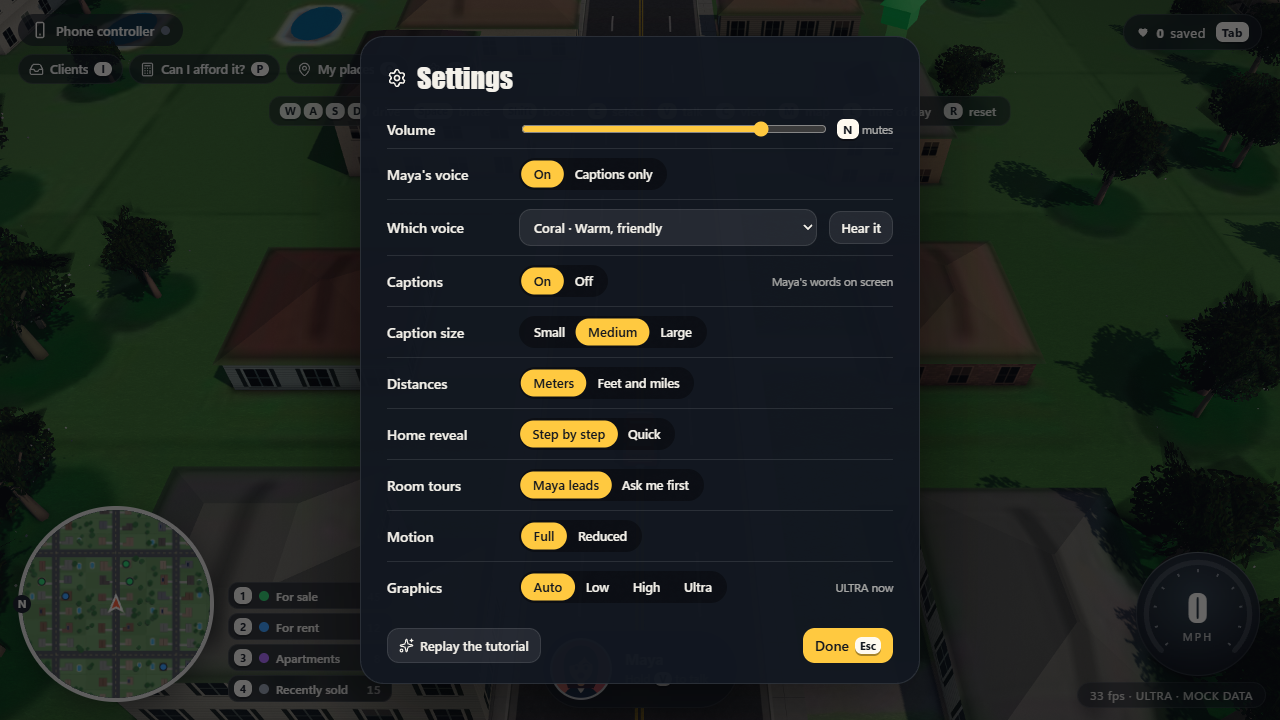 Phone controller
0 saved Tab
Clients I
Can I afford it? P
My plac
W A S D
ay R reset
Settings
Volume
N mutes
Maya's voice
On Captions only
Which voice
Coral · Warm, friendly
Hear it
Captions
On Off
Maya's words on screen
Caption size
Small Medium Large
Distances
Meters Feet and miles
Home reveal
Step by step Quick
Room tours
Maya leads Ask me first
Motion
Full Reduced
Graphics
Auto Low High Ultra
ULTRA now
Replay the tutorial
Done Esc
N
1 For sale
2 For rent
3 Apartments
4 Recently sold 15
Maya
0
MPH
33 fps · ULTRA · MOCK DATA